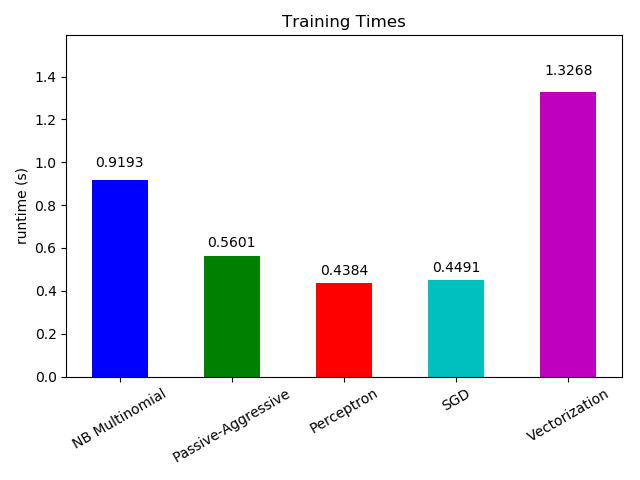 Training Times
runtime (s)
1.4
1.2
1.0
0.8
0.6
0.4
0.2
0.0
0.9193
0.5601
0.4384
0.4491
1.3268
NB Multinomial
Passive-Aggressive
Perceptron
SGD
Vectorization